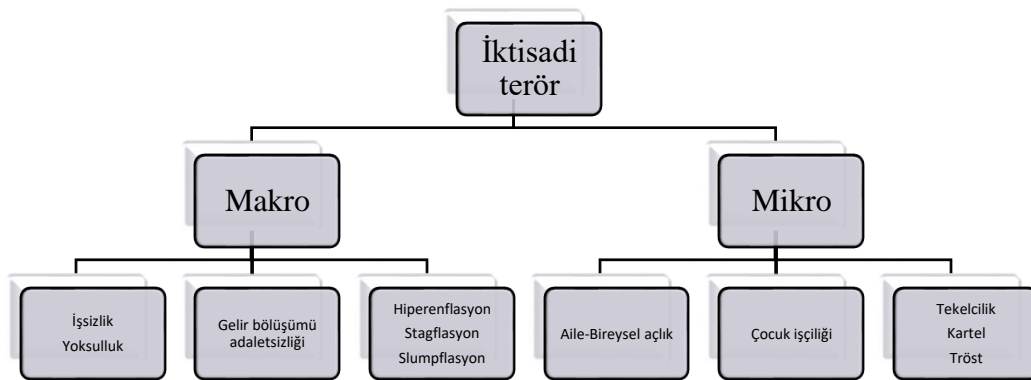 İktisadi
terör
Makro
Mikro
İşsizlik
Yoksulluk
Gelir bölüşümü
adaletsizliği
Hiperenflasyon
Stagflasyon
Slumpflasyon
Aile-Bireysel açlık
Çocuk işçiliği
Tekelcilik
Kartel
Tröst